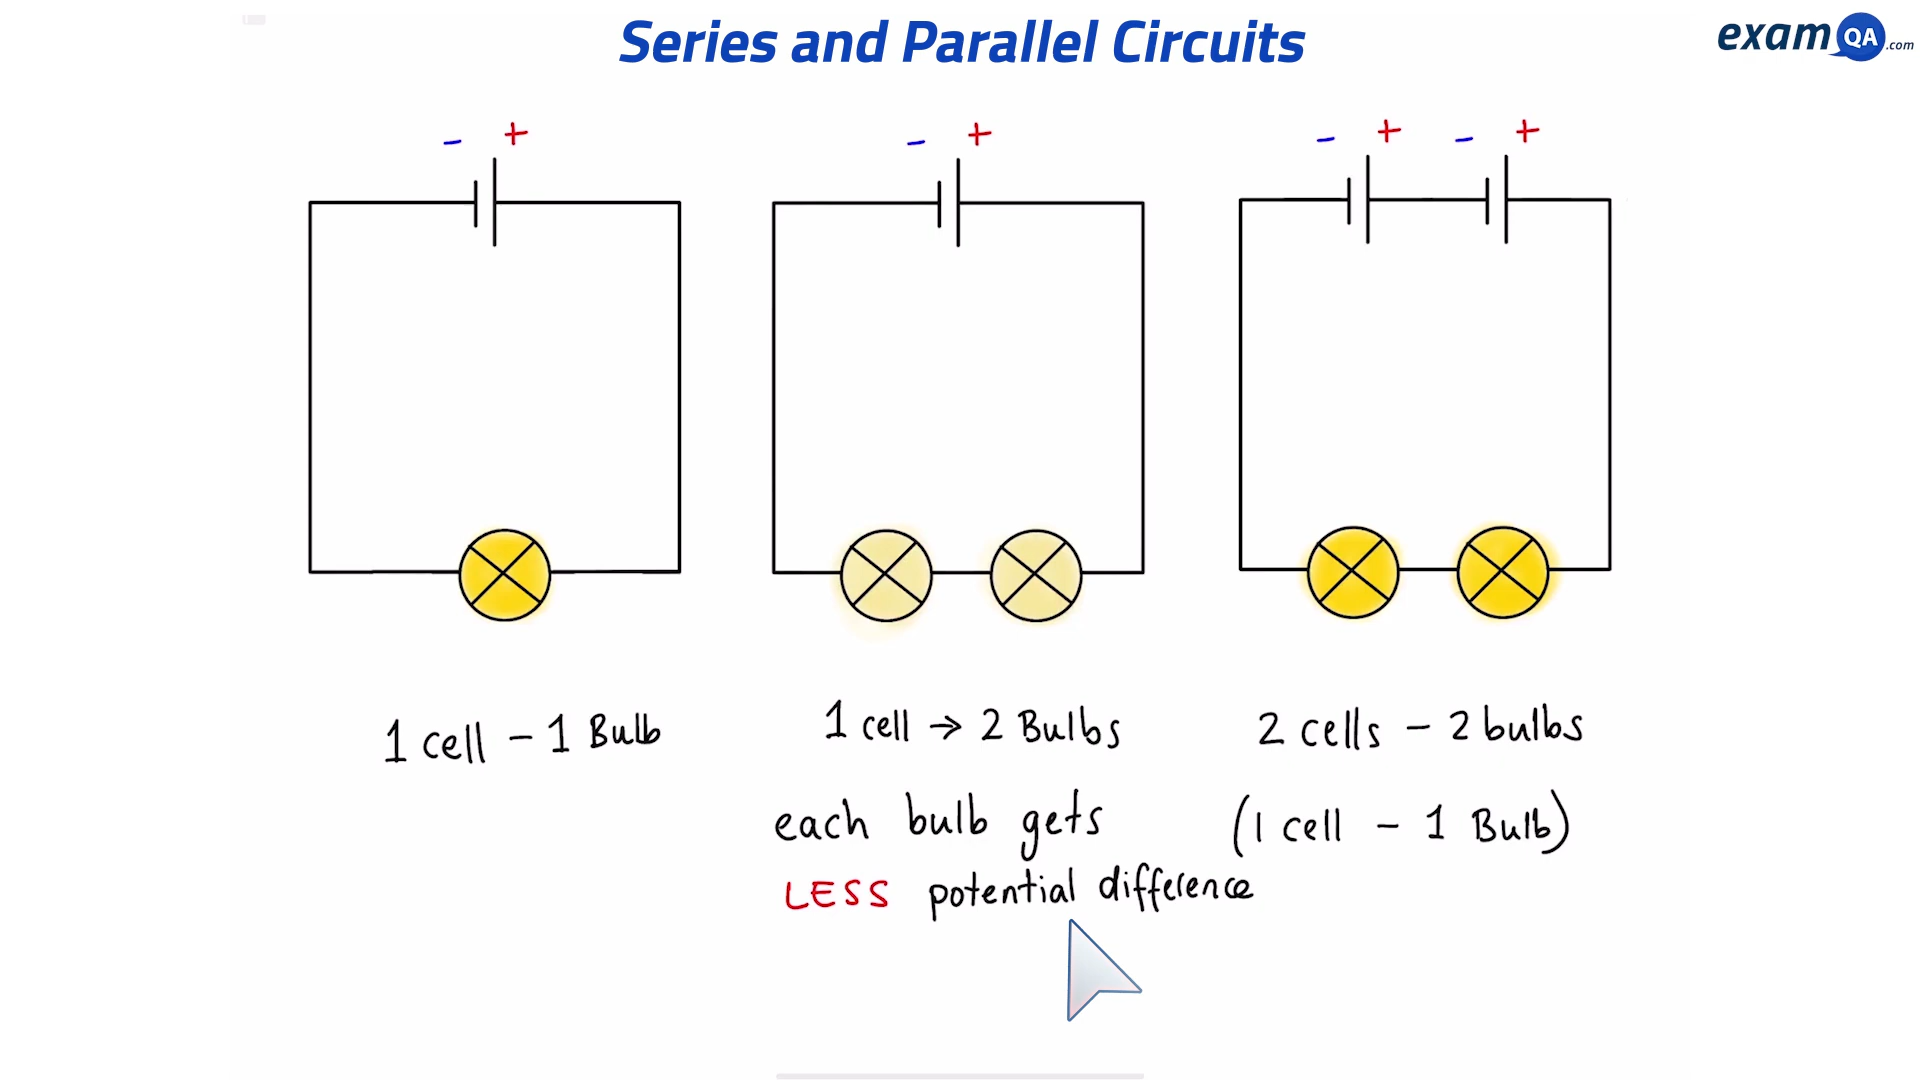 Series and Parallel Circuits
examQA.com
- +
- +
- + - +
1 cell - 1 Bulb
1 cell → 2 Bulbs
each bulb gets
LESS potential difference
2 cells - 2 bulbs
(1 cell - 1 Bulb)